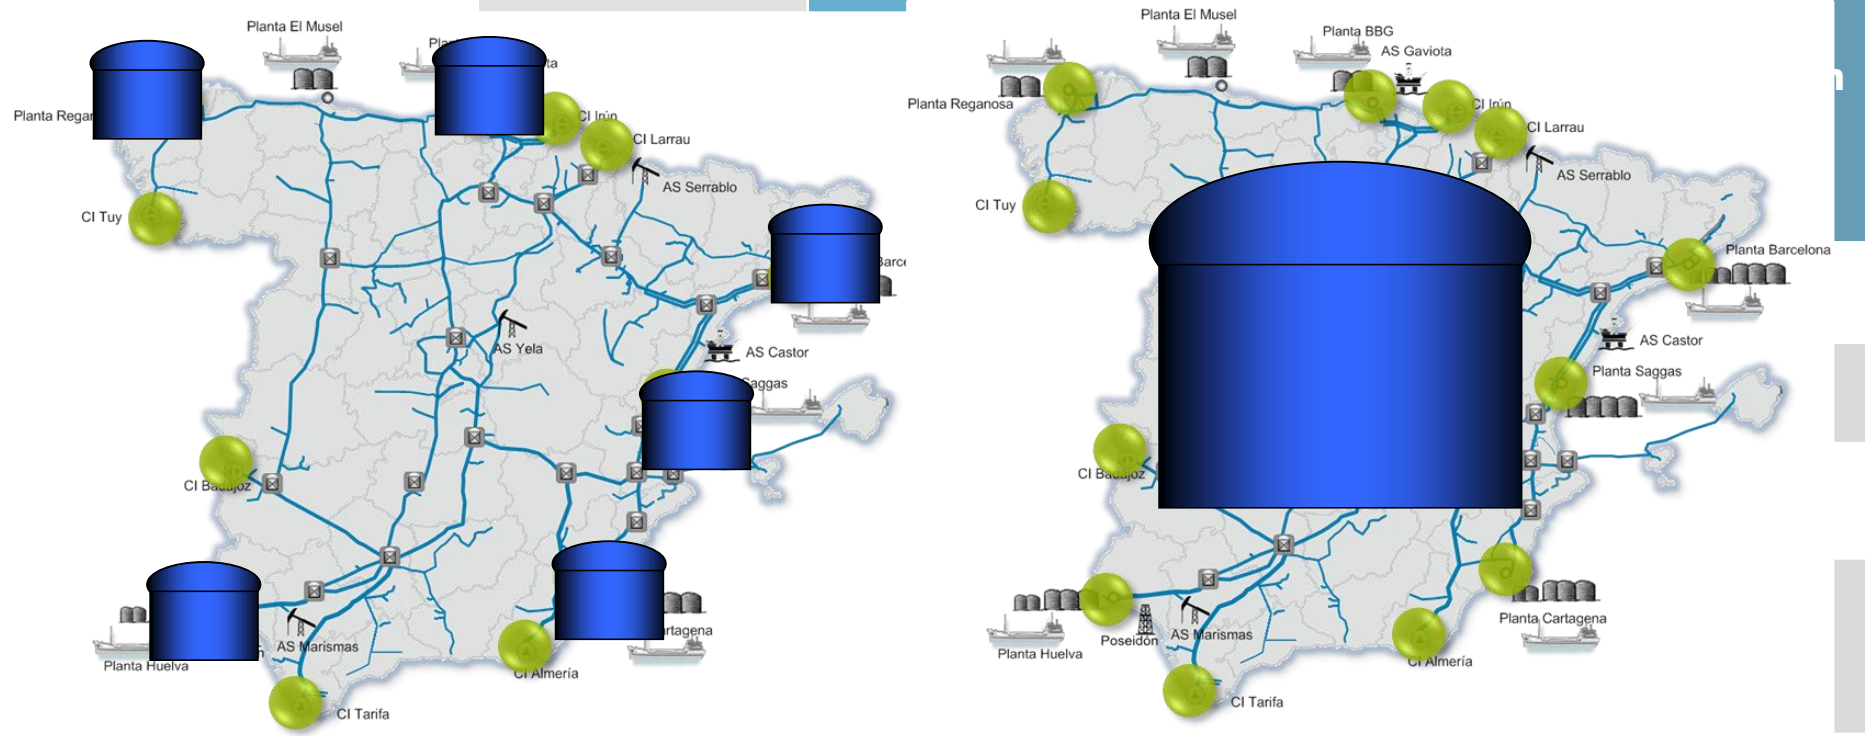 Planta El Musel
Planta Regar
CI Irún
CI Larrau
AS Serrablo
CI Tuy
AS Yela
AS Castor
Saggas
CI Badajoz
AS Marismas
Planta Huelva
CI Almería
CI Tarifa
Planta El Musel
Planta BBG
AS Gaviota
Planta Reganosa
CI Irún
CI Larrau
AS Serrablo
CI Tuy
Planta Barcelona
AS Castor
Planta Saggas
CI Badajoz
Planta Cartagena
Poseidón
AS Marismas
Planta Huelva
CI Almería
CI Tarifa